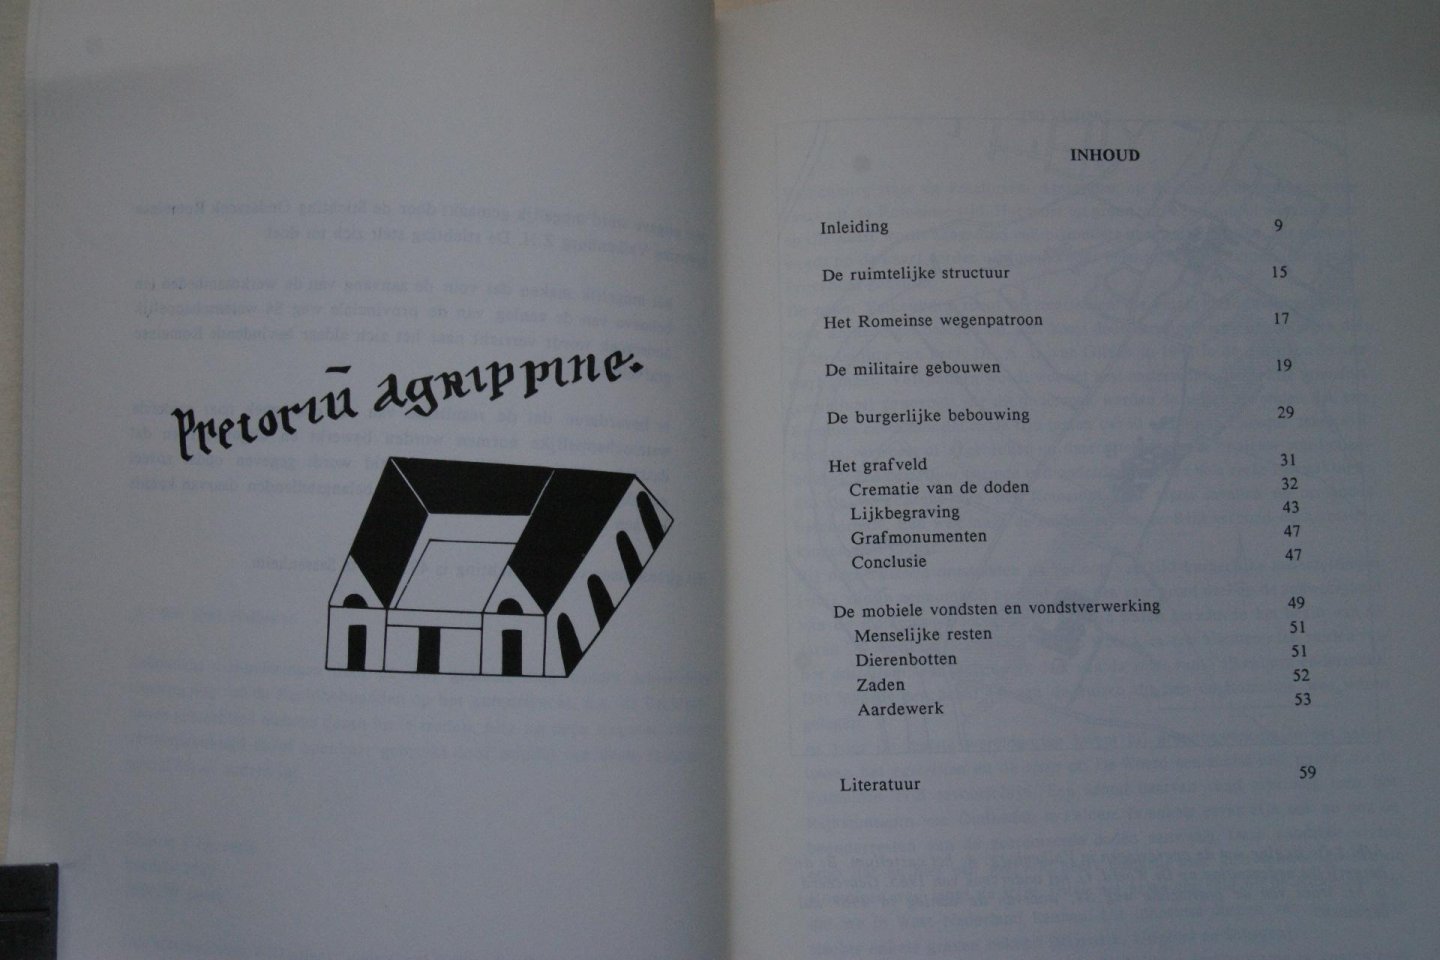 Pretoriū agrippine.
INHOUD
Inleiding 9
De ruimtelijke structuur 15
Het Romeinse wegenpatroon 17
De militaire gebouwen 19
De burgerlijke bebouwing 29
Het grafveld 31
Crematie van de doden 32
Lijkbegraving 43
Grafmonumenten 47
Conclusie 47
De mobiele vondsten en vondstverwerking 49
Menselijke resten 51
Dierenbotten 51
Zaden 52
Aardewerk 53
Literatuur 59